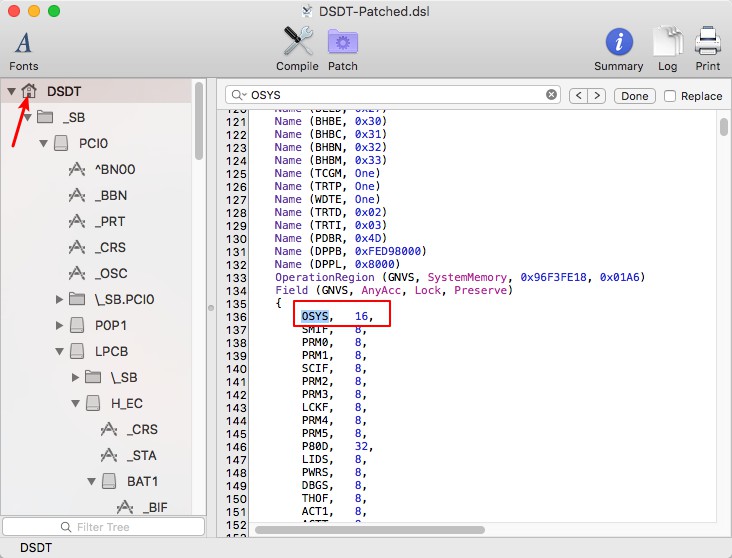 DSDT-Patched.dsl
Fonts
Compile
Patch
Summary
Log
Print
DSDT
_SB
PCI0
^BN00
_BBN
_PRT
_CRS
_OSC
\_SB.PCI0
P0P1
LPCB
\_SB
H_EC
_CRS
_STA
BAT1
_BIF
Filter Tree
OSYS
Done
Replace
121 Name (BHBE, 0x30)
122 Name (BHBC, 0x31)
123 Name (BHBN, 0x32)
124 Name (BHBM, 0x33)
125 Name (TCGM, One)
126 Name (TRTP, One)
127 Name (WDTE, One)
128 Name (TRTD, 0x02)
129 Name (TRTI, 0x03)
130 Name (PDBR, 0x4D)
131 Name (DPPB, 0xFED98000)
132 Name (DPPL, 0x8000)
133 OperationRegion (GNVS, SystemMemory, 0x96F3FE18, 0x01A6)
134 Field (GNVS, AnyAcc, Lock, Preserve)
135 {
136 OSYS, 16,
137 SMIF, 8,
138 PRM0, 8,
139 PRM1, 8,
140 SCIF, 8,
141 PRM2, 8,
142 PRM3, 8,
143 LCKF, 8,
144 PRM4, 8,
145 PRM5, 8,
146 P80D, 32,
147 LIDS, 8,
148 PWRS, 8,
149 DBGS, 8,
150 THOF, 8,
151 ACT1, 8,
152
DSDT